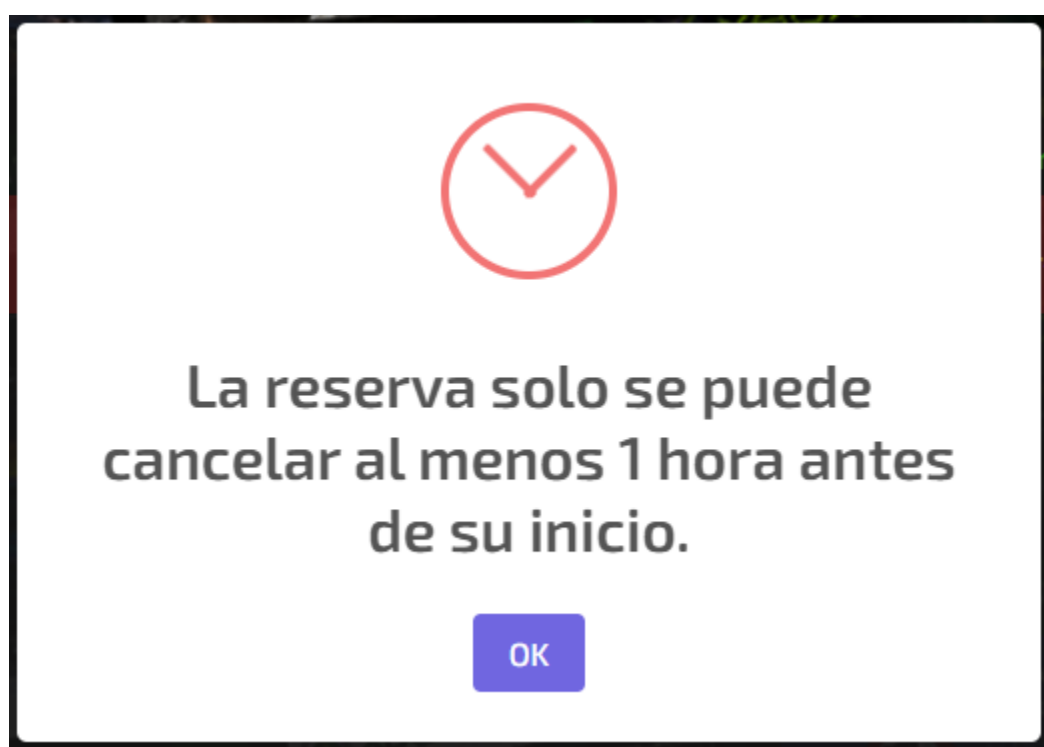 La reserva solo se puede
cancelar al menos 1 hora antes
de su inicio.
OK